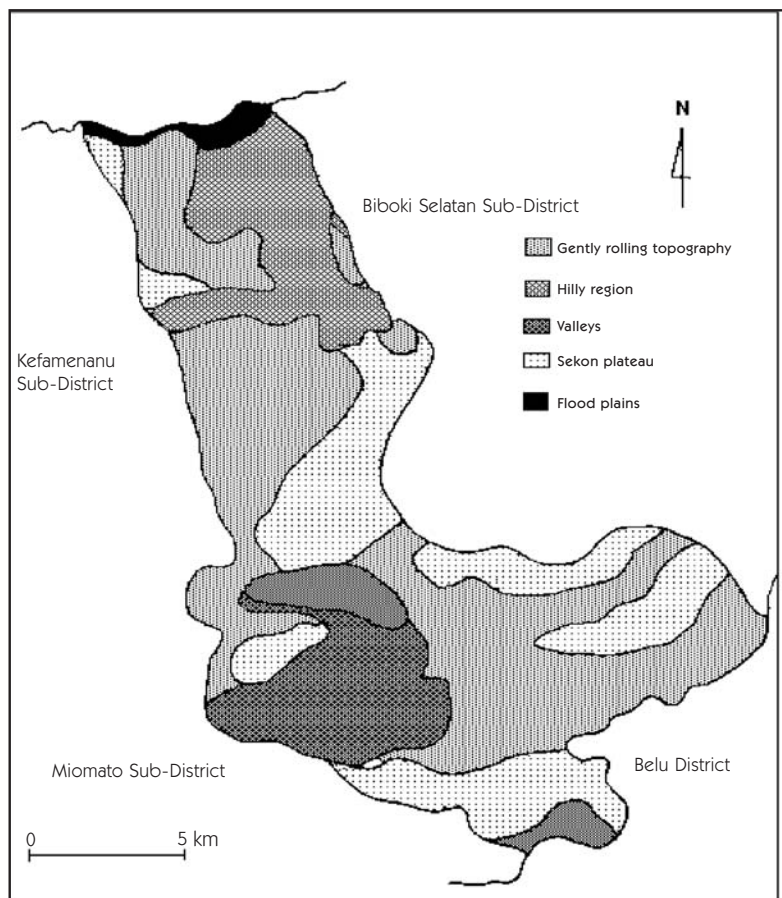 N
Biboki Selatan Sub-District
Gently rolling topography
Hilly region
Valleys
Sekon plateau
Flood plains
Kefamenanu
Sub-District
Miomato Sub-District
Belu District
0 5 km